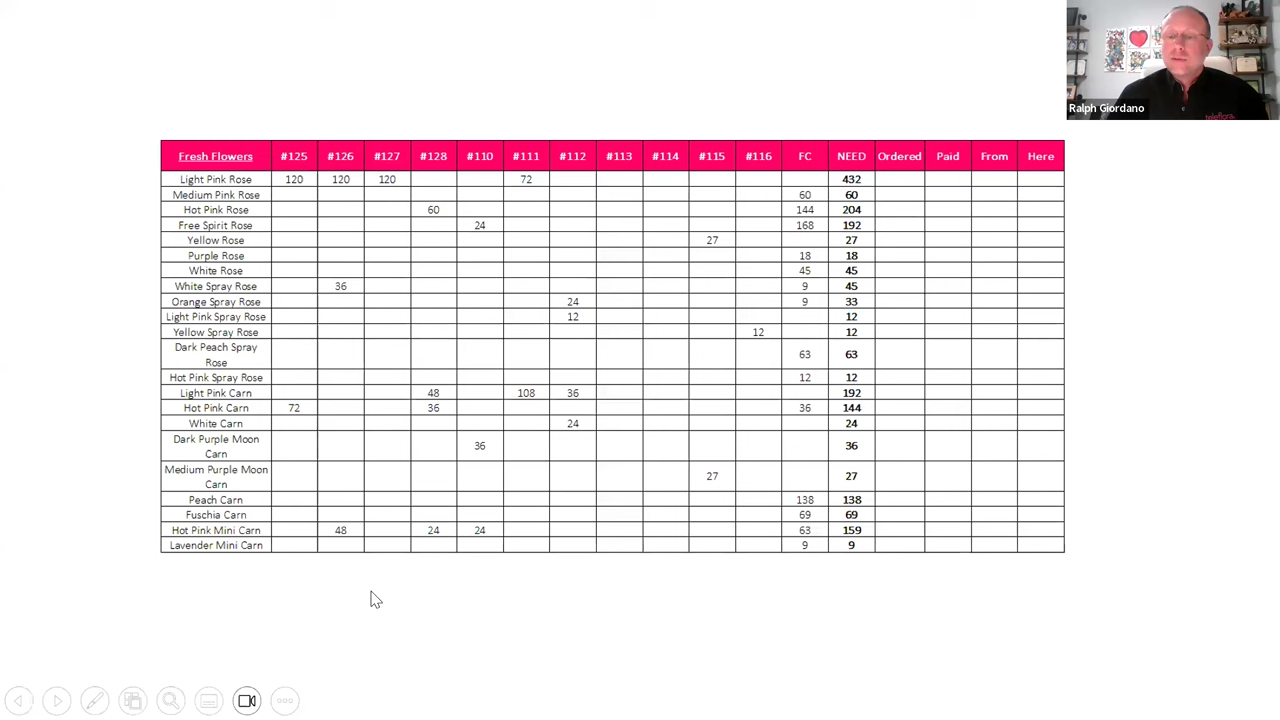 Ralph Giordano
teleflora
Fresh Flowers #125 #126 #127 #128 #110 #111 #112 #113 #114 #115 #116 FC NEED Ordered Paid From Here
Light Pink Rose 120 120 120 72 432
Medium Pink Rose 60 60
Hot Pink Rose 60 144 204
Free Spirit Rose 24 168 192
Yellow Rose 27 27
Purple Rose 18 18
White Rose 45 45
White Spray Rose 36 9 45
Orange Spray Rose 24 9 33
Light Pink Spray Rose 12 12
Yellow Spray Rose 12 12
Dark Peach Spray
Rose 63 63
Hot Pink Spray Rose 12 12
Light Pink Carn 48 108 36 192
Hot Pink Carn 72 36 36 144
White Carn 24 24
Dark Purple Moon
Carn 36 36
Medium Purple Moon
Carn 27 27
Peach Carn 138 138
Fuschia Carn 69 69
Hot Pink Mini Carn 48 24 24 63 159
Lavender Mini Carn 9 9